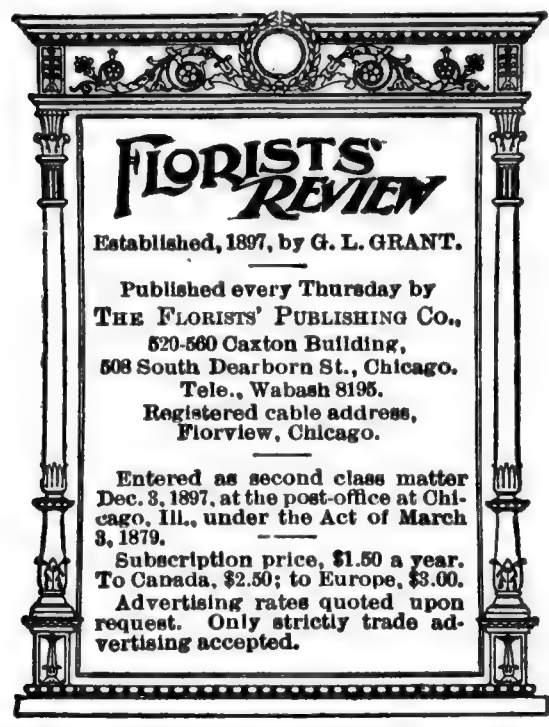 FLORISTS'
REVIEW
Established, 1897, by G. L. GRANT.
Published every Thursday by
THE FLORISTS' PUBLISHING CO.,
520-560 Caxton Building,
508 South Dearborn St., Chicago.
Tele., Wabash 8195.
Registered cable address,
Florview, Chicago.
Entered as second class matter
Dec. 3, 1897, at the post-office at Chi-
cago, Ill., under the Act of March
3, 1879.
Subscription price, $1.50 a year.
To Canada, $2.50; to Europe, $3.00.
Advertising rates quoted upon
request. Only strictly trade ad-
vertising accepted.